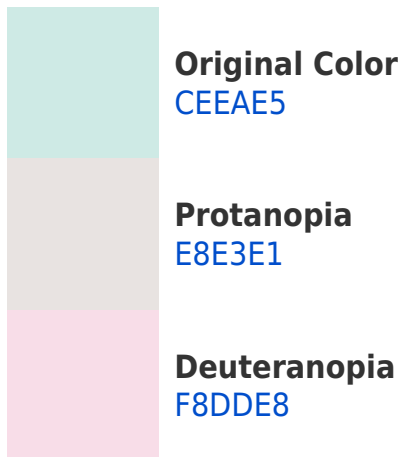 Original Color
CEEAE5
Protanopia
E8E3E1
Deuteranopia
F8DDE8